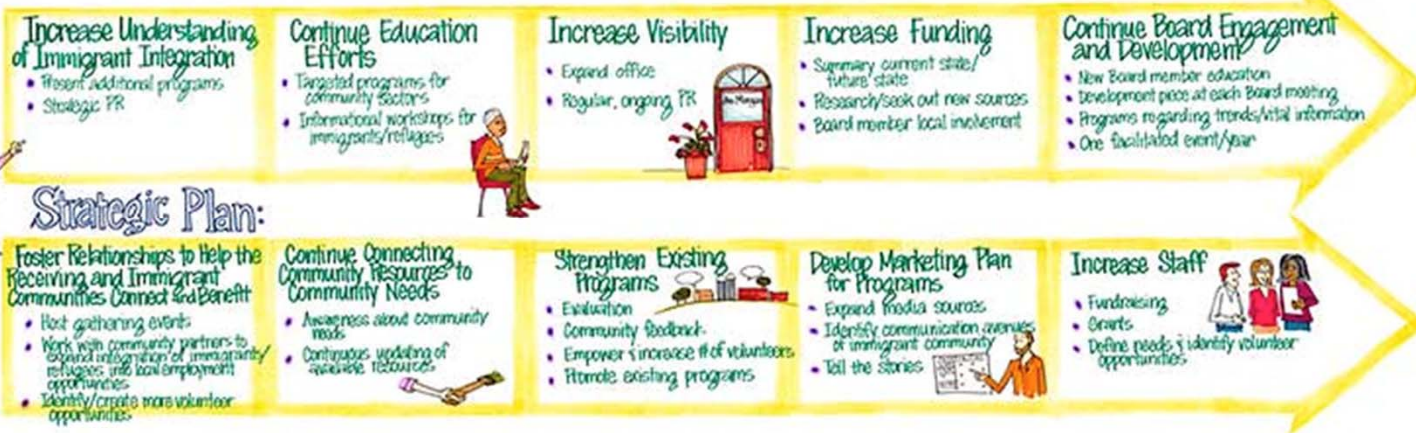 Increase Understanding
of Immigrant Integration
• Present additional programs
• Strategic PR
Continue Education
Efforts
• Targeted programs for
community sectors
• Informational workshops for
immigrants/refugees
Increase Visibility
• Expand office
• Regular, ongoing PR
Increase Funding
• Summary current state/
future state
• Research/seek out new sources
• Board member local involvement
Continue Board Engagement
and Development
• New Board member education
• Development piece at each Board meeting
• Programs regarding trends/vital information
• One facilitated event/year
Strategic Plan:
Foster Relationships to Help the
Receiving and Immigrant
Communities Connect and Benefit
• Host gathering events
• Work with community partners to
expand integration of immigrants/
refugees into local employment
opportunities
• Identify/create more volunteer
opportunities
Continue Connecting
Community Resources to
Community Needs
• Awareness about community
needs
• Continuous updating of
available resources
Strengthen Existing
Programs
• Evaluation
• Community feedback
• Empower & increase # of volunteers
• Promote existing programs
Develop Marketing Plan
for Programs
• Expand media sources
• Identify communication avenues
of immigrant community
• Tell the stories
Increase Staff
• Fundraising
• Grants
• Define needs & identify volunteer
opportunities